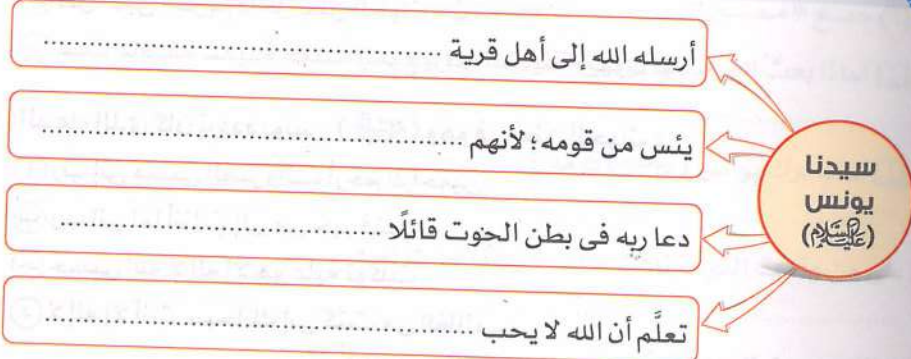 أرسله الله إلى أهل قرية ........................................
يئس من قومه؛ لأنهم ........................................
سيدنا
يونس
(عليه السلام)
دعا ربه فى بطن الحوت قائلًا ........................................
تعلَّم أن الله لا يحب ........................................